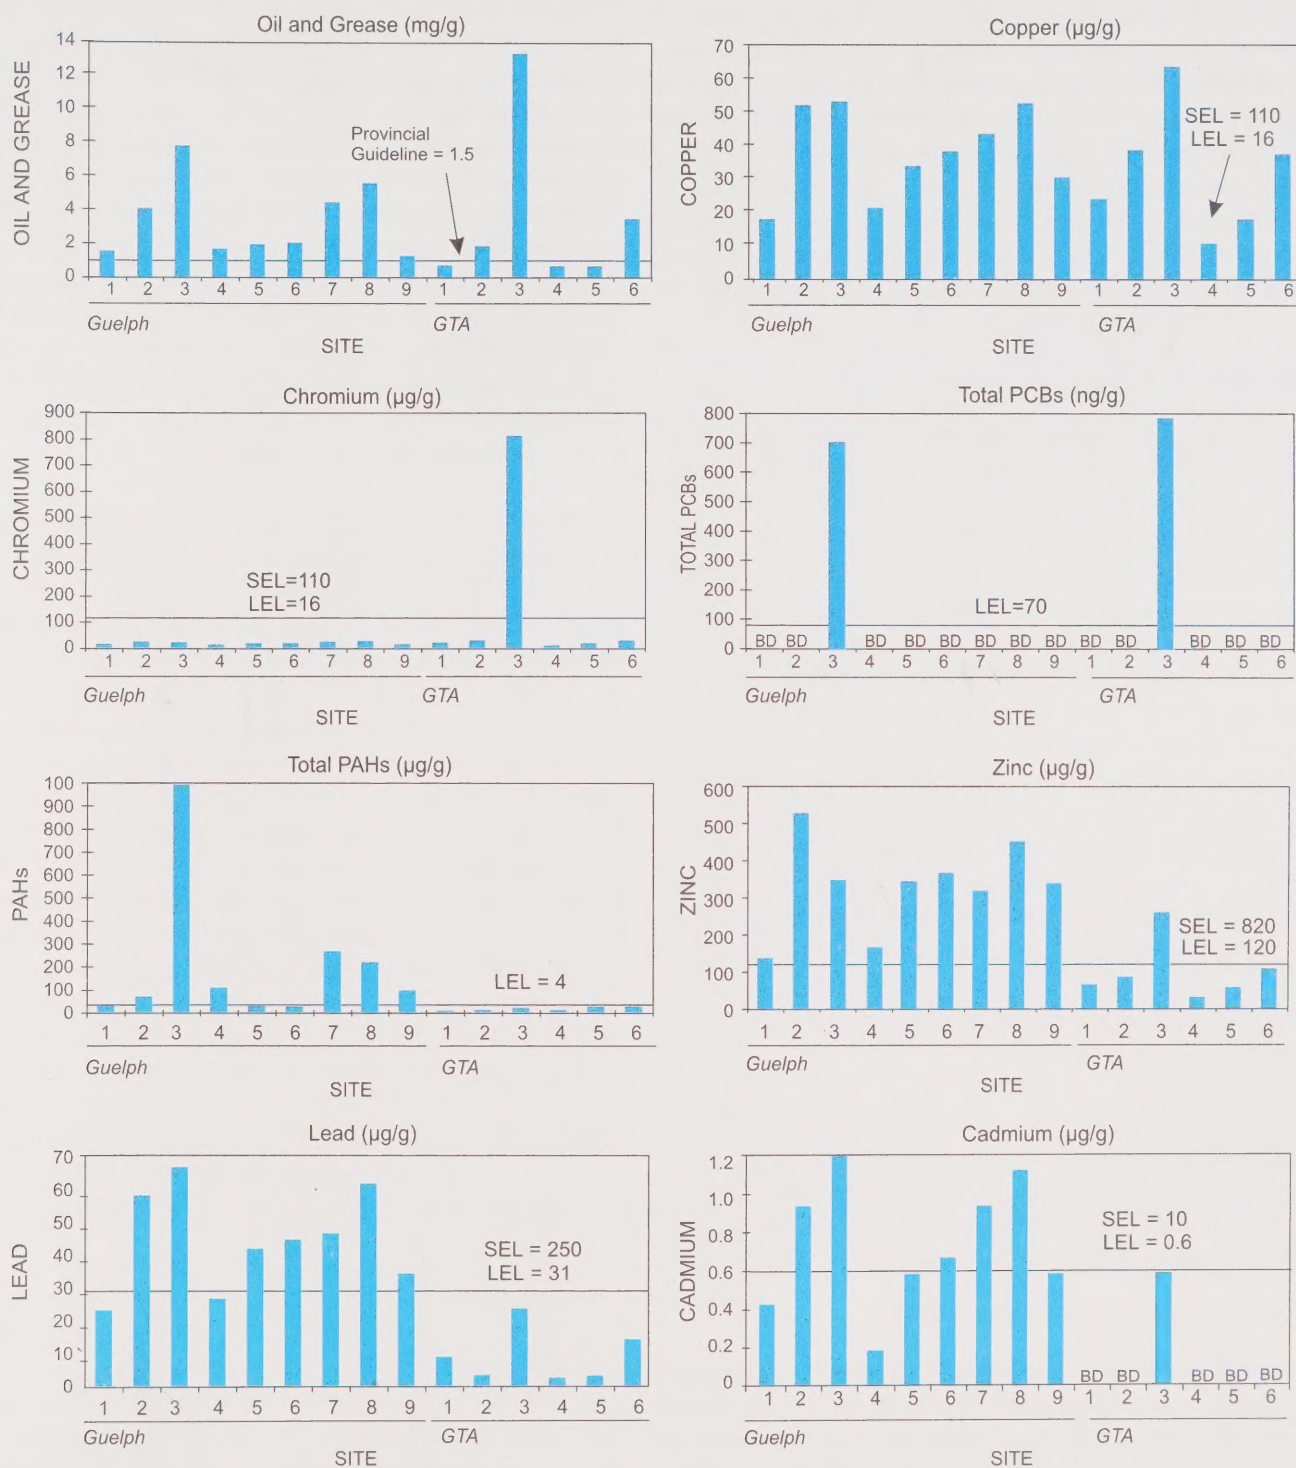 Oil and Grease (mg/g)
OIL AND GREASE
14
12
10
8
6
4
2
0
Provincial
Guideline = 1.5
1 2 3 4 5 6 7 8 9 1 2 3 4 5 6
Guelph GTA
SITE
Copper (µg/g)
COPPER
70
60
50
40
30
20
10
0
SEL = 110
LEL = 16
1 2 3 4 5 6 7 8 9 1 2 3 4 5 6
Guelph GTA
SITE
Chromium (µg/g)
CHROMIUM
900
800
700
600
500
400
300
200
100
0
SEL=110
LEL=16
1 2 3 4 5 6 7 8 9 1 2 3 4 5 6
Guelph GTA
SITE
Total PCBs (ng/g)
TOTAL PCBs
800
700
600
500
400
300
200
100
0
LEL=70
BD BD BD BD BD BD BD BD BD BD BD BD BD
1 2 3 4 5 6 7 8 9 1 2 3 4 5 6
Guelph GTA
SITE
Total PAHs (µg/g)
PAHs
100
900
800
700
600
500
400
300
200
100
0
LEL = 4
1 2 3 4 5 6 7 8 9 1 2 3 4 5 6
Guelph GTA
SITE
Zinc (µg/g)
ZINC
600
500
400
300
200
100
0
SEL = 820
LEL = 120
1 2 3 4 5 6 7 8 9 1 2 3 4 5 6
Guelph GTA
SITE
Lead (µg/g)
LEAD
70
60
50
40
30
20
10
0
SEL = 250
LEL = 31
1 2 3 4 5 6 7 8 9 1 2 3 4 5 6
Guelph GTA
SITE
Cadmium (µg/g)
CADMIUM
1.2
1.0
0.8
0.6
0.4
0.2
0
SEL = 10
LEL = 0.6
BD BD BD BD BD
1 2 3 4 5 6 7 8 9 1 2 3 4 5 6
Guelph GTA
SITE